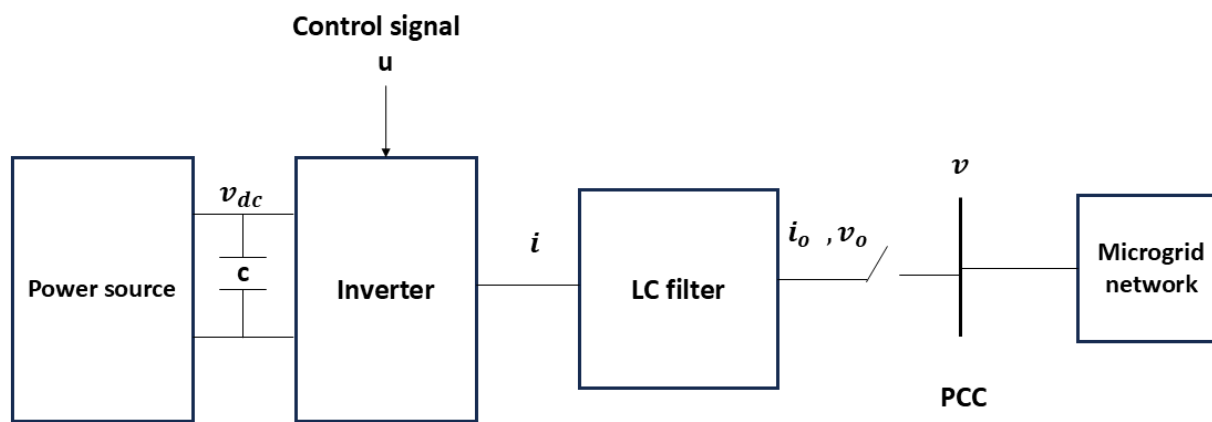 Control signal
u
v
v_dc
i
i_o , v_o
Power source
c
Inverter
LC filter
Microgrid
network
PCC